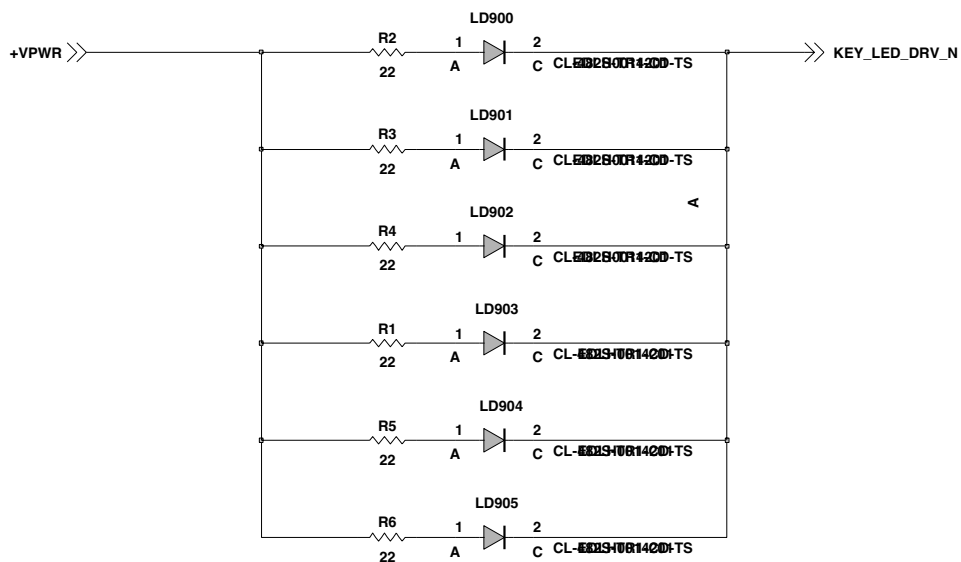 LD900
+VPWR R2 1 2 KEY_LED_DRV_N
22 A C
LD901
R3 1 2
22 A C
A
LD902
R4 1 2
22 C
LD903
R1 1 2
22 A C
LD904
R5 1 2
22 A C
LD905
R6 1 2
22 A C